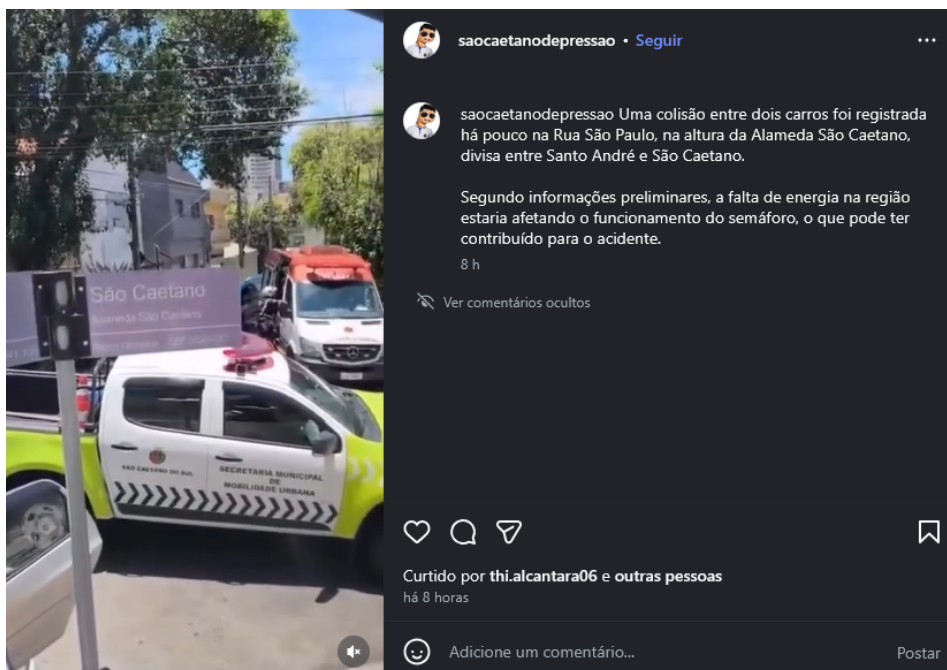 São Caetano
Alameda São Caetano
SÃO CAETANO DO SUL
SECRETARIA MUNICIPAL
DE
MOBILIDADE URBANA
saocaetanodepressao • Seguir
saocaetanodepressao Uma colisão entre dois carros foi registrada
há pouco na Rua São Paulo, na altura da Alameda São Caetano,
divisa entre Santo André e São Caetano.
Segundo informações preliminares, a falta de energia na região
estaria afetando o funcionamento do semáforo, o que pode ter
contribuído para o acidente.
8 h
Ver comentários ocultos
Curtido por thi.alcantara06 e outras pessoas
há 8 horas
Adicione um comentário...
Postar